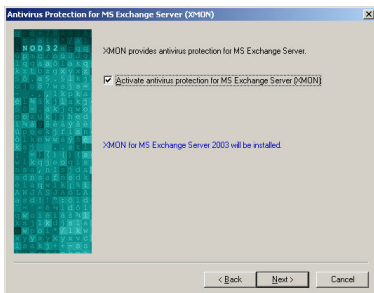 Antivirus Protection for MS Exchange Server (XMON)
NOD32
XMON provides antivirus protection for MS Exchange Server.
Activate antivirus protection for MS Exchange Server (XMON)
XMON for MS Exchange Server 2003 will be installed.
< Back
Next >
Cancel